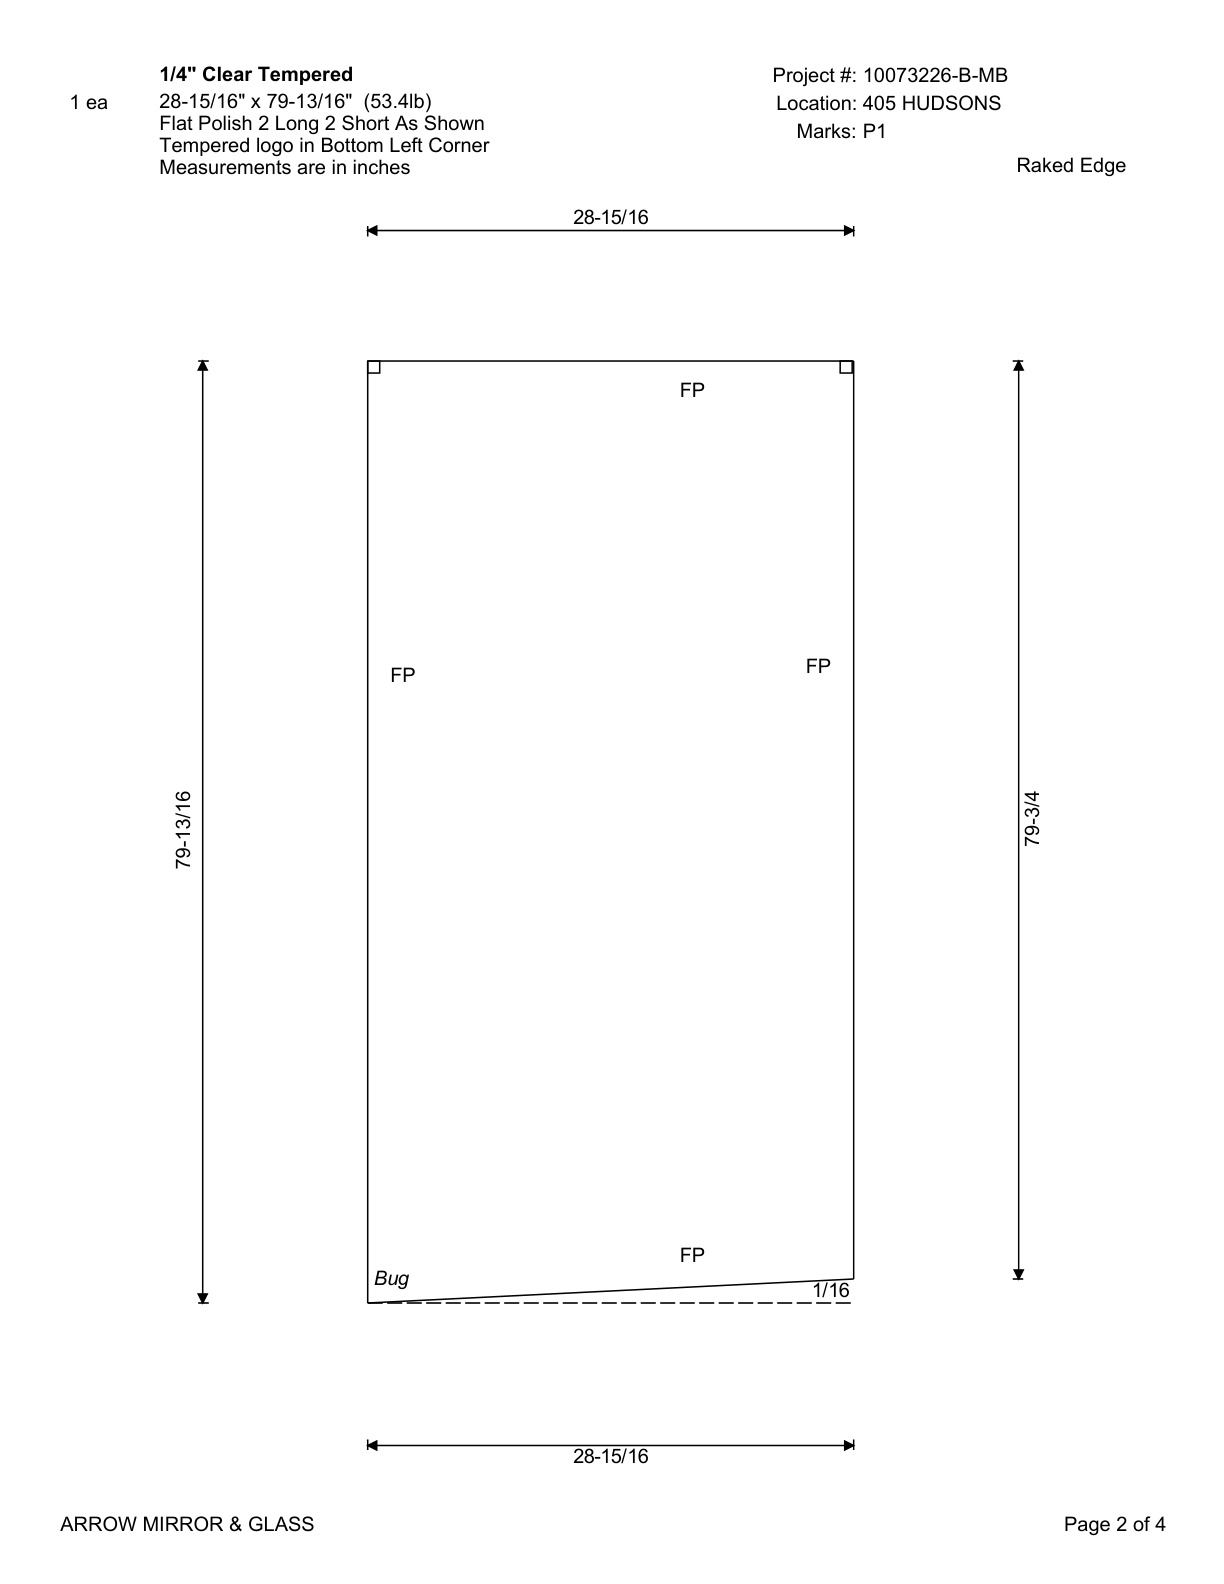 1/4" Clear Tempered
1 ea
28-15/16" x 79-13/16"  (53.4lb)
Flat Polish 2 Long 2 Short As Shown
Tempered logo in Bottom Left Corner
Measurements are in inches
Project #: 10073226-B-MB
Location: 405 HUDSONS
Marks: P1
Raked Edge
28-15/16
FP
FP
FP
79-13/16
79-3/4
FP
Bug
1/16
28-15/16
ARROW MIRROR & GLASS
Page 2 of 4